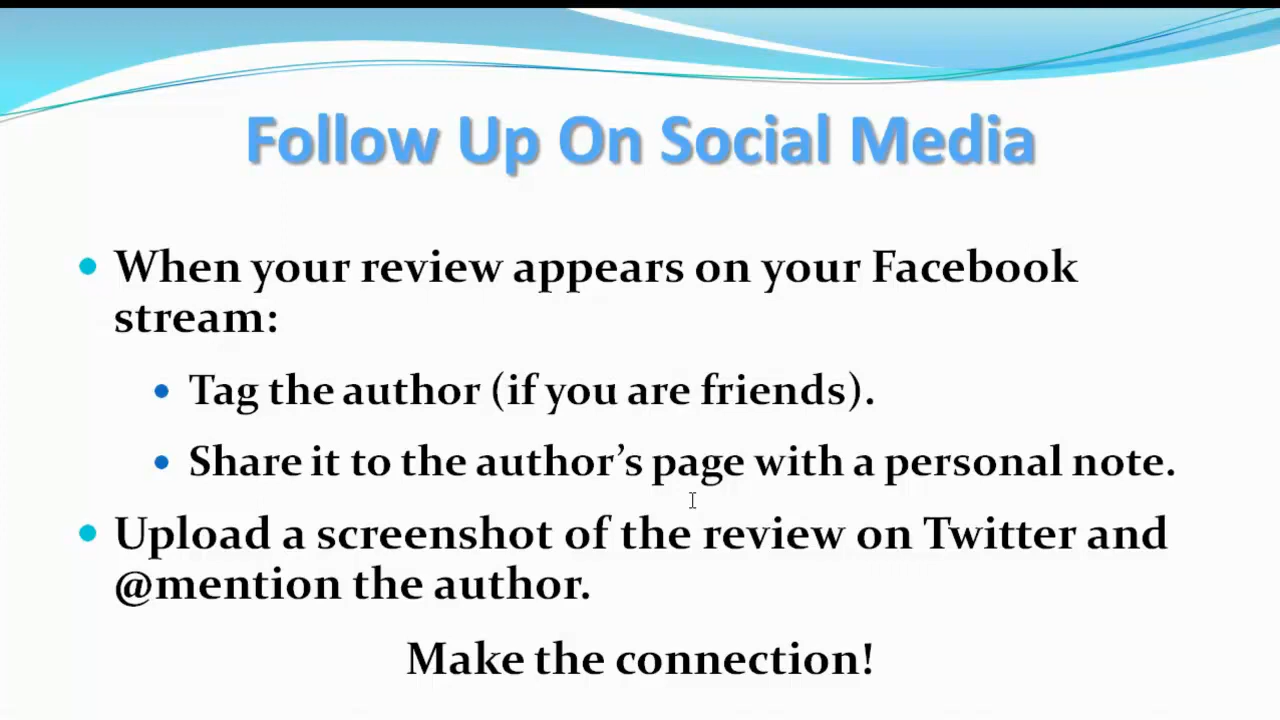 Follow Up On Social Media
When your review appears on your Facebook
stream:
Tag the author (if you are friends).
Share it to the author’s page with a personal note.
Upload a screenshot of the review on Twitter and
@mention the author.
Make the connection!